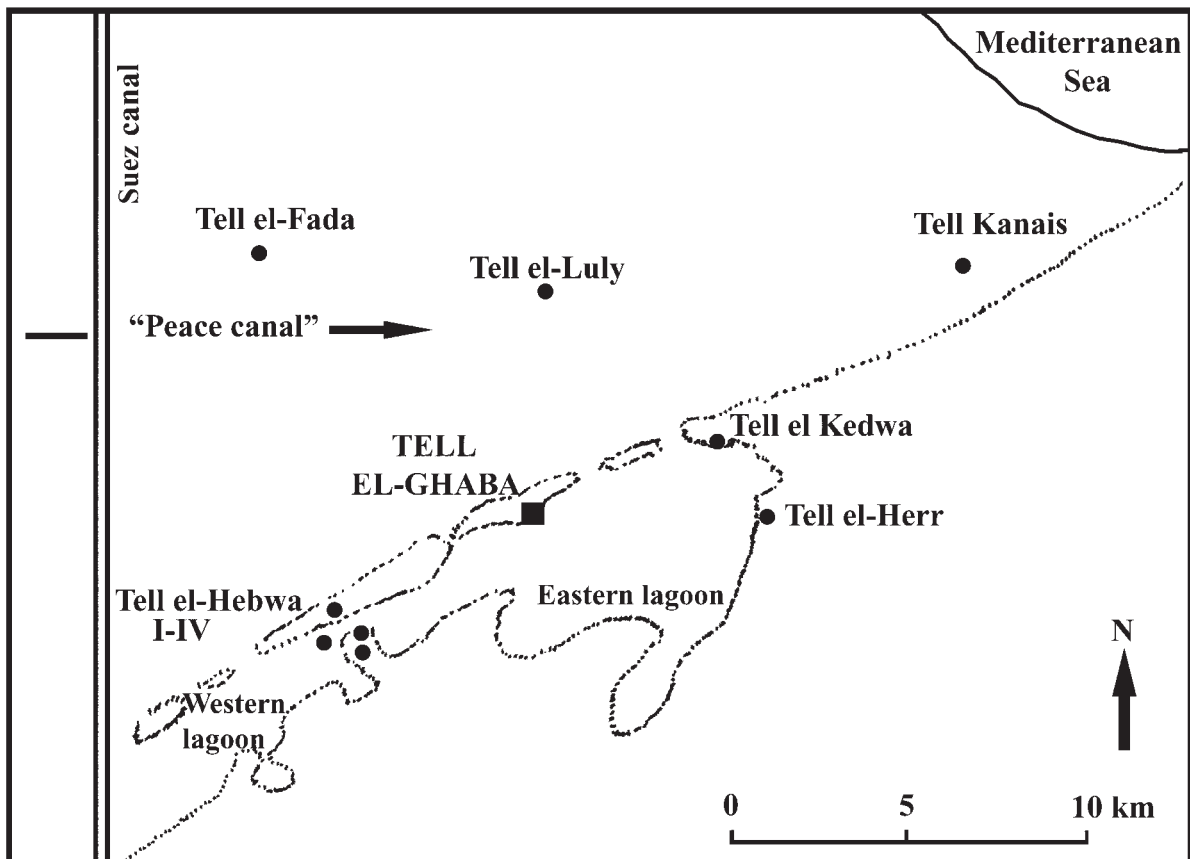 Mediterranean
Sea
Suez canal
Tell el-Fada
Tell Kanais
Tell el-Luly
“Peace canal”
Tell el Kedwa
TELL
EL-GHABA
Tell el-Herr
Tell el-Hebwa
I-IV
Eastern lagoon
N
Western
lagoon
0 5 10 km